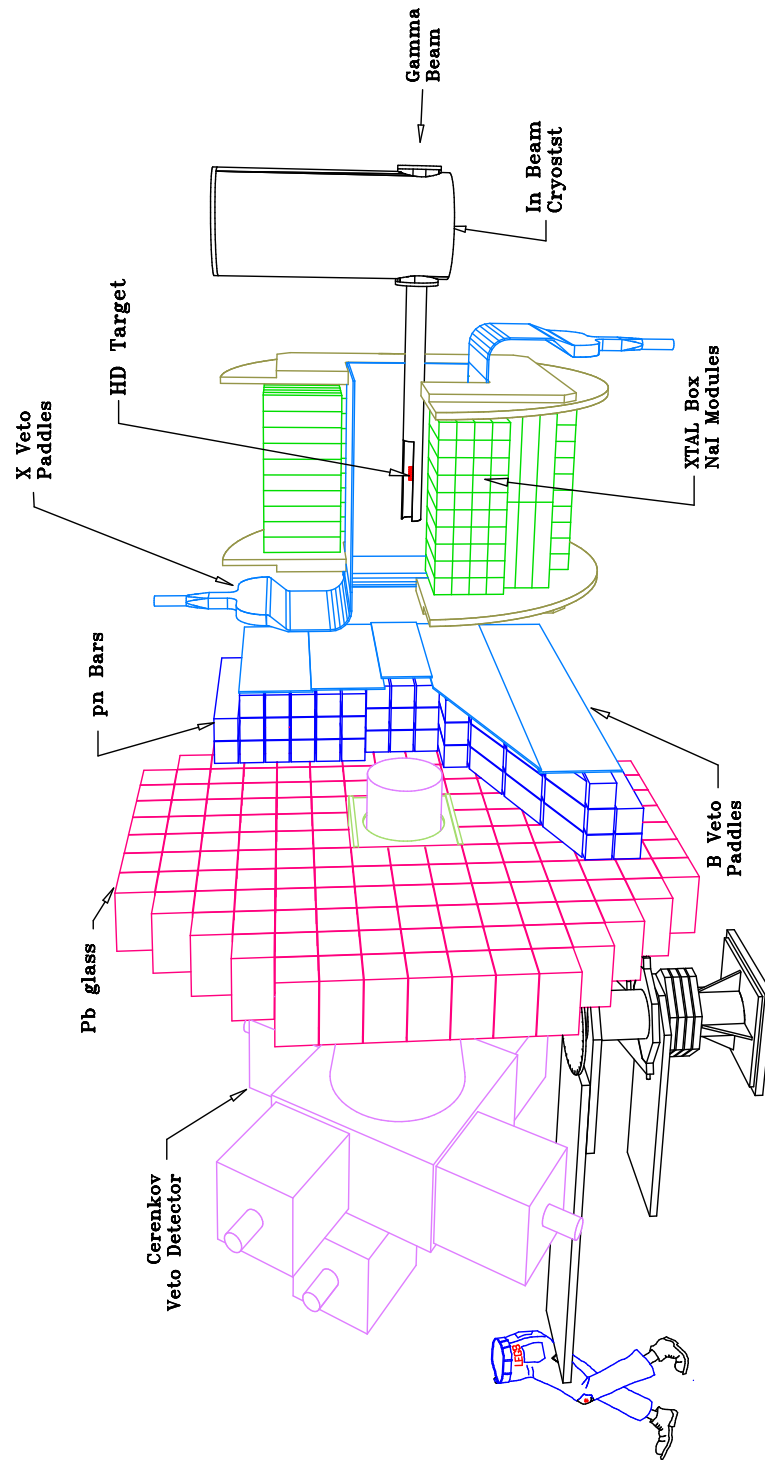 Cerenkov
Veto Detector
Pb glass
pn Bars
X Veto
Paddles
HD Target
Gamma
Beam
In Beam
Cryostst
XTAL Box
NaI Modules
B Veto
Paddles
LEGS